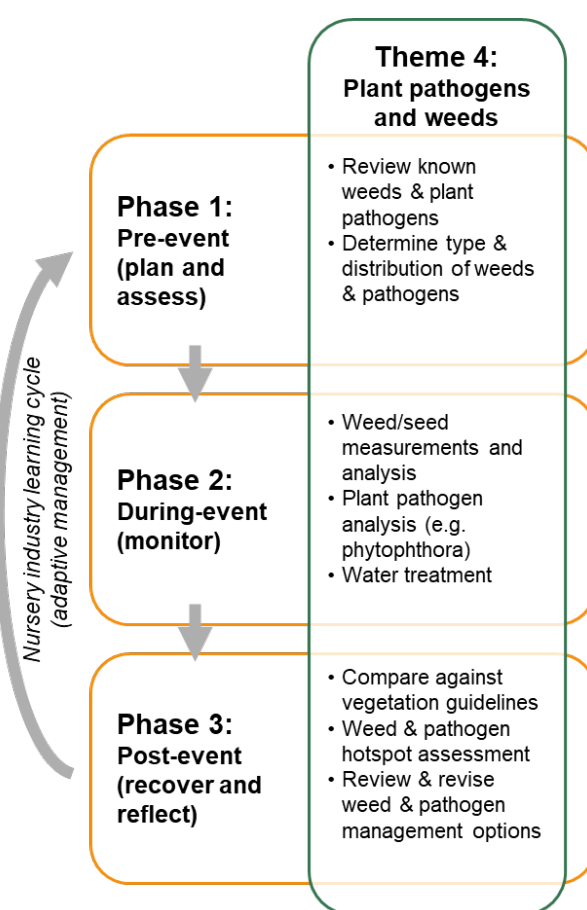 Theme 4:
Plant pathogens
and weeds
Phase 1:
Pre-event
(plan and
assess)
• Review known
weeds & plant
pathogens
• Determine type &
distribution of weeds
& pathogens
Nursery industry learning cycle
(adaptive management)
Phase 2:
During-event
(monitor)
• Weed/seed
measurements and
analysis
• Plant pathogen
analysis (e.g.
phytophthora)
• Water treatment
Phase 3:
Post-event
(recover and
reflect)
• Compare against
vegetation guidelines
• Weed & pathogen
hotspot assessment
• Review & revise
weed & pathogen
management options